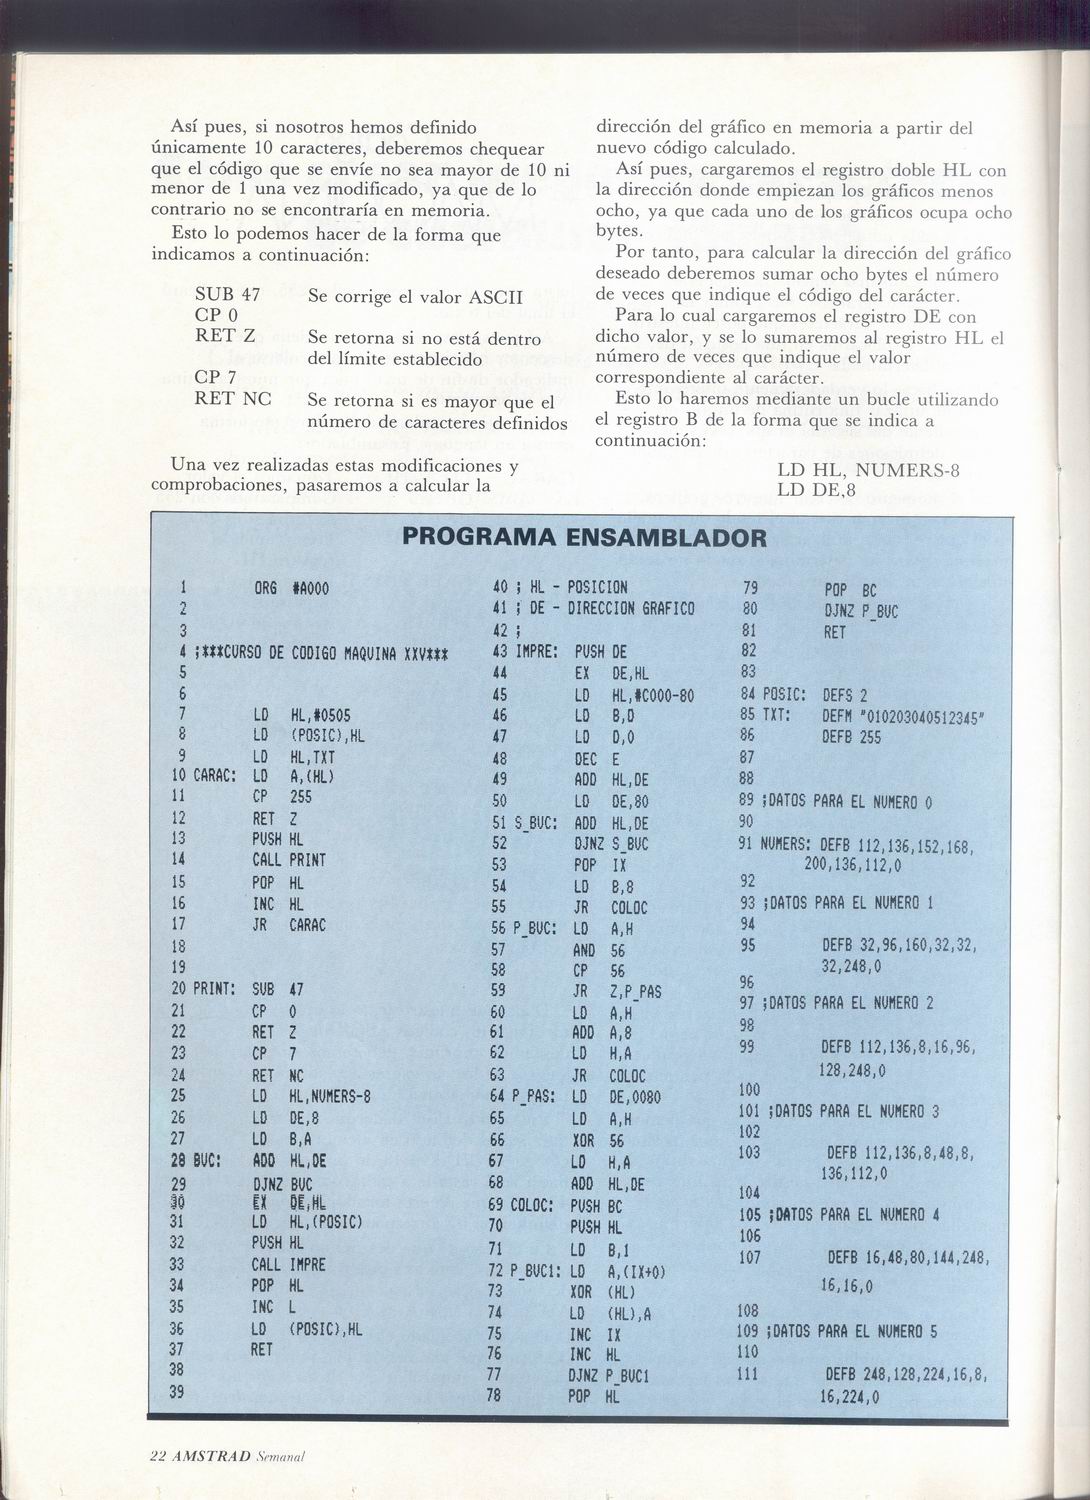 Así pues, si nosotros hemos definido
únicamente 10 caracteres, deberemos chequear
que el código que se envíe no sea mayor de 10 ni
menor de 1 una vez modificado, ya que de lo
contrario no se encontraría en memoria.
Esto lo podemos hacer de la forma que
indicamos a continuación:
SUB 47 Se corrige el valor ASCII
CP 0
RET Z Se retorna si no está dentro
del límite establecido
CP 7
RET NC Se retorna si es mayor que el
número de caracteres definidos
Una vez realizadas estas modificaciones y
comprobaciones, pasaremos a calcular la
dirección del gráfico en memoria a partir del
nuevo código calculado.
Así pues, cargaremos el registro doble HL con
la dirección donde empiezan los gráficos menos
ocho, ya que cada uno de los gráficos ocupa ocho
bytes.
Por tanto, para calcular la dirección del gráfico
deseado deberemos sumar ocho bytes el número
de veces que indique el código del carácter.
Para lo cual cargaremos el registro DE con
dicho valor, y se lo sumaremos al registro HL el
número de veces que indique el valor
correspondiente al carácter.
Esto lo haremos mediante un bucle utilizando
el registro B de la forma que se indica a
continuación:
LD HL, NUMERS-8
LD DE,8
PROGRAMA ENSAMBLADOR
1 ORG #A000
2
3
4 ;***CURSO DE CODIGO MAQUINA XXV***
5
6
7 LD HL,#0505
8 LD (POSIC),HL
9 LD HL,TXT
10 CARAC: LD A,(HL)
11 CP 255
12 RET Z
13 PUSH HL
14 CALL PRINT
15 POP HL
16 INC HL
17 JR CARAC
18
19
20 PRINT: SUB 47
21 CP 0
22 RET Z
23 CP 7
24 RET NC
25 LD HL,NUMERS-8
26 LD DE,8
27 LD B,A
28 BUC: ADD HL,DE
29 DJNZ BUC
30 EX DE,HL
31 LD HL,(POSIC)
32 PUSH HL
33 CALL IMPRE
34 POP HL
35 INC L
36 LD (POSIC),HL
37 RET
38
39
40 ; HL - POSICION
41 ; DE - DIRECCION GRAFICO
42 ;
43 IMPRE: PUSH DE
44 EX DE,HL
45 LD HL,#C000-80
46 LD B,D
47 LD D,0
48 DEC E
49 ADD HL,DE
50 LD DE,80
51 S_BUC: ADD HL,DE
52 DJNZ S_BUC
53 POP IX
54 LD B,8
55 JR COLOC
56 P_BUC: LD A,H
57 AND 56
58 CP 56
59 JR Z,P_PAS
60 LD A,H
61 ADD A,8
62 LD H,A
63 JR COLOC
64 P_PAS: LD DE,0080
65 LD A,H
66 XOR 56
67 LD H,A
68 ADD HL,DE
69 COLOC: PUSH BC
70 PUSH HL
71 LD B,1
72 P_BUC1: LD A,(IX+0)
73 XOR (HL)
74 LD (HL),A
75 INC IX
76 INC HL
77 DJNZ P_BUC1
78 POP HL
79 POP BC
80 DJNZ P_BUC
81 RET
82
83
84 POSIC: DEFS 2
85 TXT: DEFM "010203040512345"
86 DEFB 255
87
88
89 ;DATOS PARA EL NUMERO 0
90
91 NUMERS: DEFB 112,136,152,168,
200,136,112,0
92
93 ;DATOS PARA EL NUMERO 1
94
95 DEFB 32,96,160,32,32,
32,248,0
96
97 ;DATOS PARA EL NUMERO 2
98
99 DEFB 112,136,8,16,96,
128,248,0
100
101 ;DATOS PARA EL NUMERO 3
102
103 DEFB 112,136,8,48,8,
136,112,0
104
105 ;DATOS PARA EL NUMERO 4
106
107 DEFB 16,48,80,144,248,
16,16,0
108
109 ;DATOS PARA EL NUMERO 5
110
111 DEFB 248,128,224,16,8,
16,224,0
22 AMSTRAD Semanal